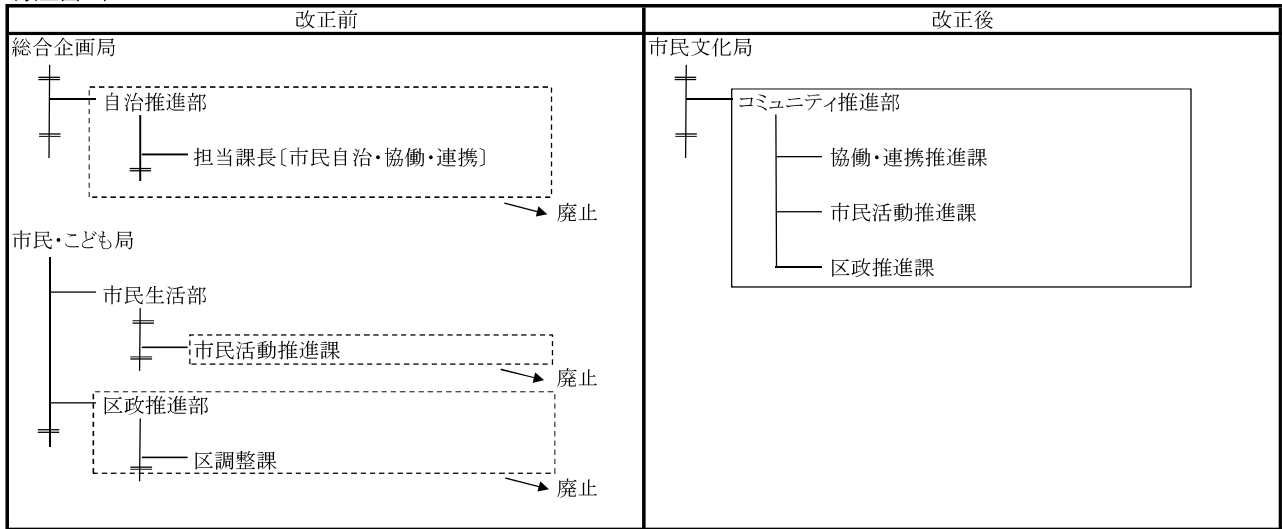 改正前
改正後
総合企画局
自治推進部
担当課長〔市民自治・協働・連携〕
廃止
市民・こども局
市民生活部
市民活動推進課
廃止
区政推進部
区調整課
廃止
市民文化局
コミュニティ推進部
協働・連携推進課
市民活動推進課
区政推進課